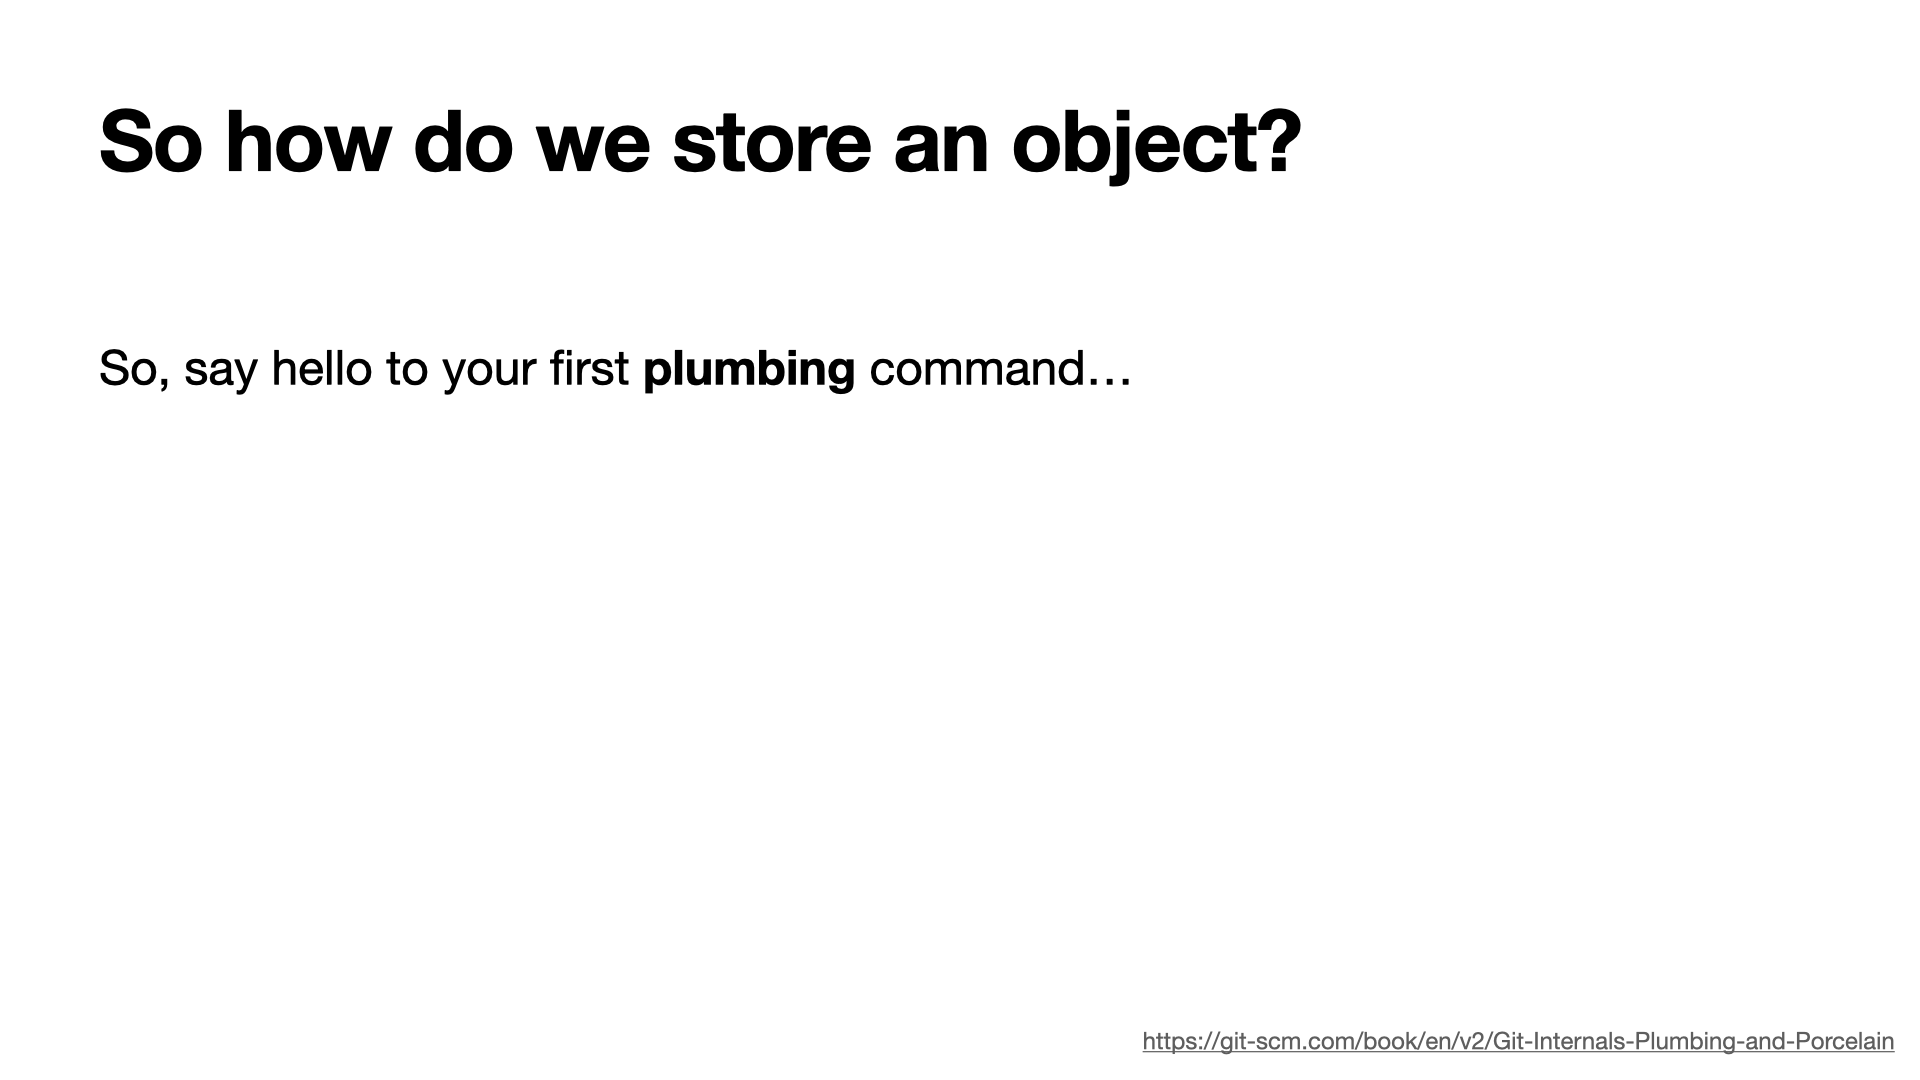 So how do we store an object?
So, say hello to your first plumbing command…
https://git-scm.com/book/en/v2/Git-Internals-Plumbing-and-Porcelain